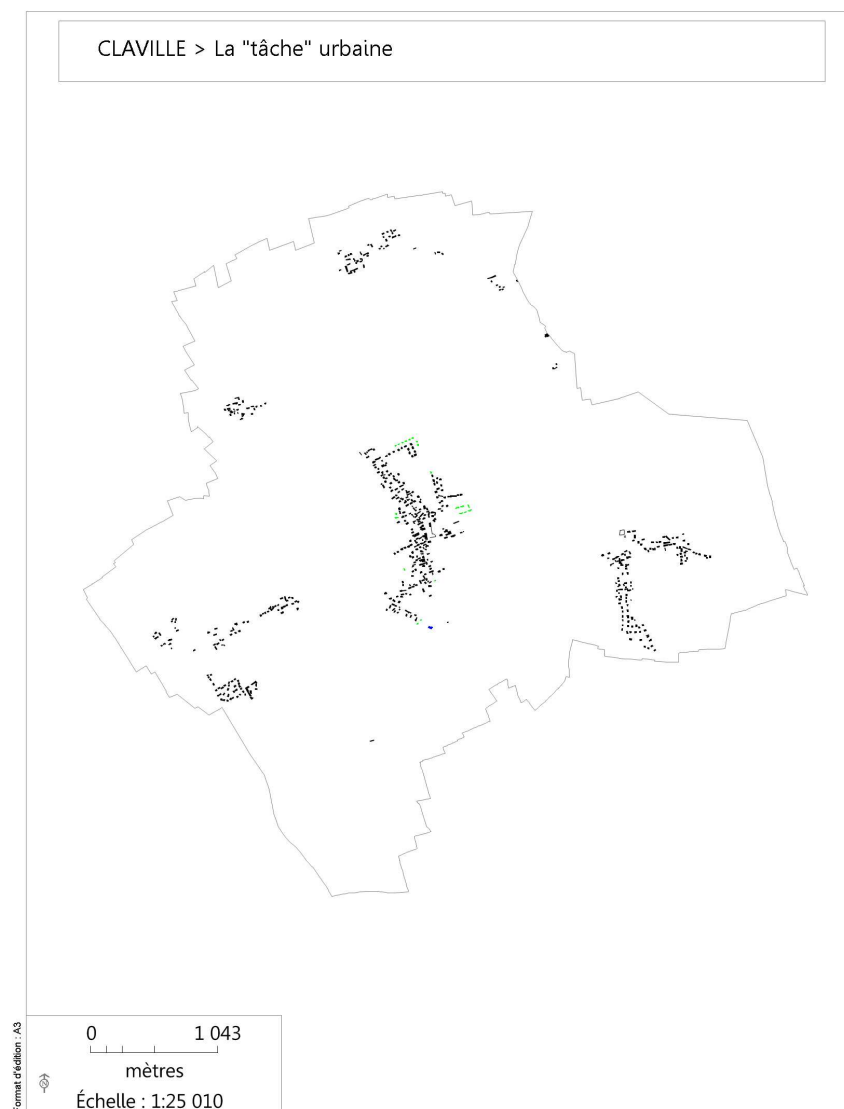 CLAVILLE > La "tâche" urbaine
0 1 043
mètres
Échelle : 1:25 010
Format d'édition : A3